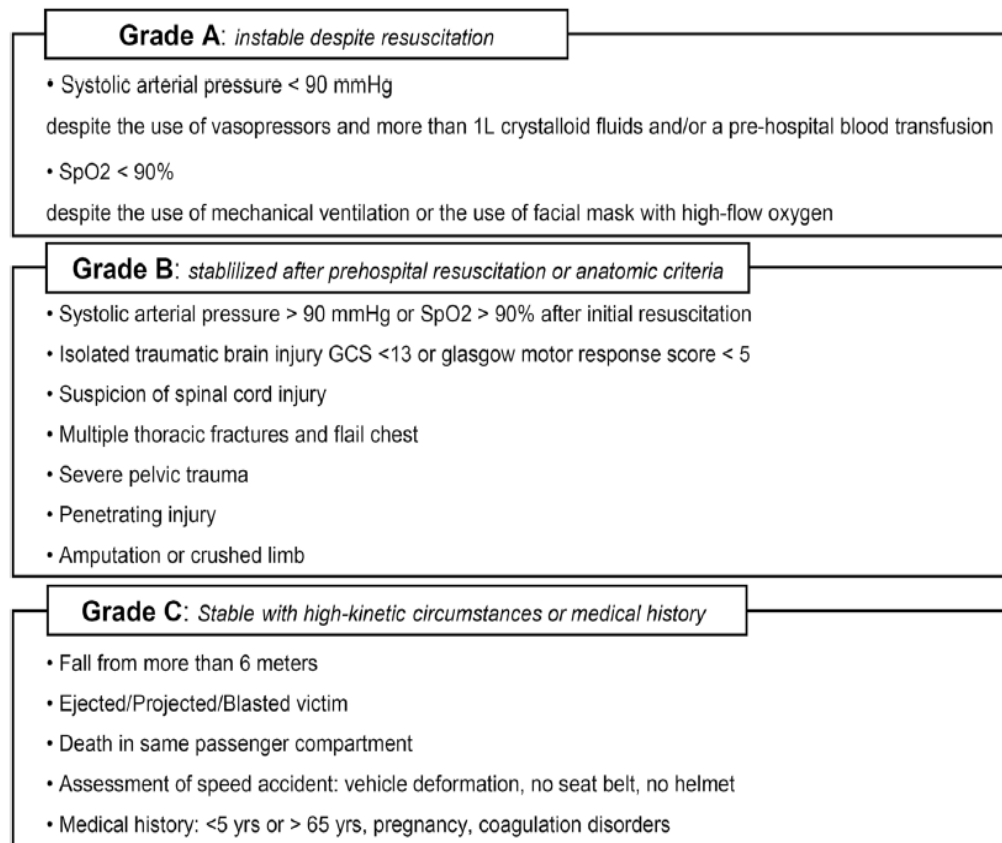 Grade A: instable despite resuscitation
• Systolic arterial pressure < 90 mmHg
despite the use of vasopressors and more than 1L crystalloid fluids and/or a pre-hospital blood transfusion
• SpO2 < 90%
despite the use of mechanical ventilation or the use of facial mask with high-flow oxygen
Grade B: stablilized after prehospital resuscitation or anatomic criteria
• Systolic arterial pressure > 90 mmHg or SpO2 > 90% after initial resuscitation
• Isolated traumatic brain injury GCS <13 or glasgow motor response score < 5
• Suspicion of spinal cord injury
• Multiple thoracic fractures and flail chest
• Severe pelvic trauma
• Penetrating injury
• Amputation or crushed limb
Grade C: Stable with high-kinetic circumstances or medical history
• Fall from more than 6 meters
• Ejected/Projected/Blasted victim
• Death in same passenger compartment
• Assessment of speed accident: vehicle deformation, no seat belt, no helmet
• Medical history: <5 yrs or > 65 yrs, pregnancy, coagulation disorders